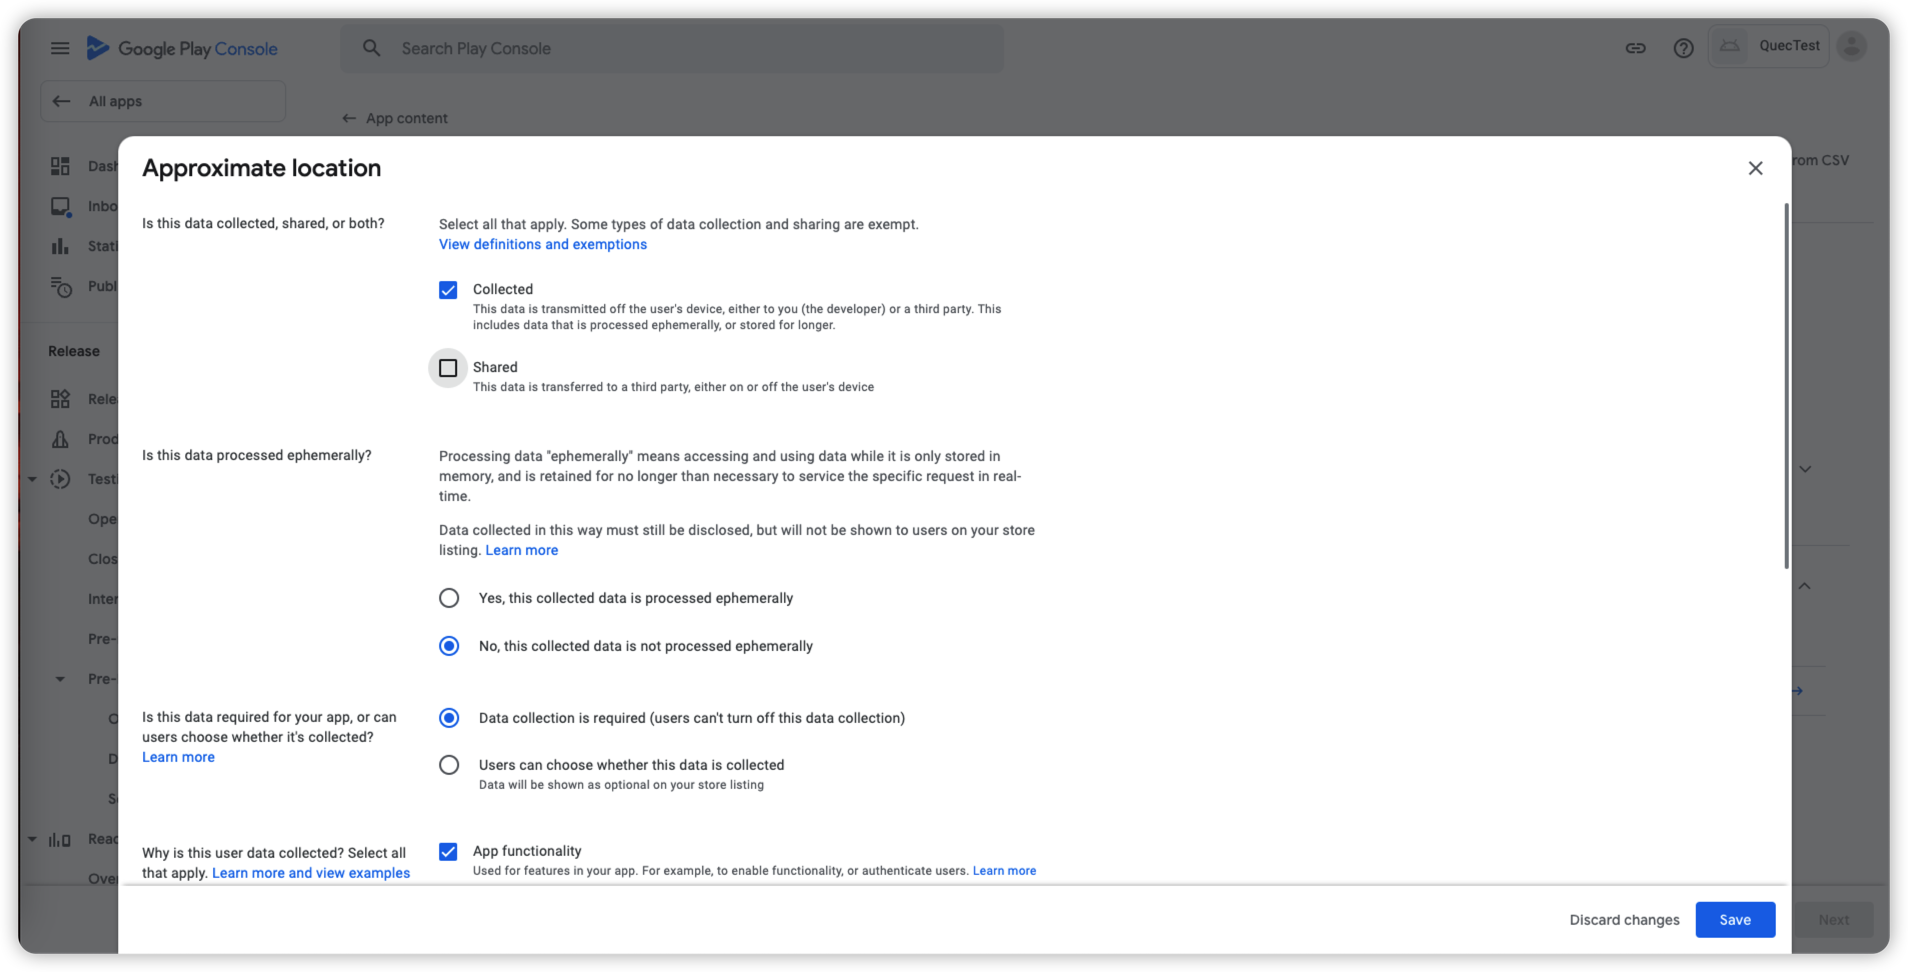 Google Play Console
Search Play Console
QuecTest
All apps
App content
Approximate location
rom CSV
Dash
Inbo
Stati
Publ
Release
Rele
Prod
Testi
Ope
Clos
Inter
Pre-
Pre-
O
D
S
Reac
Over
Is this data collected, shared, or both?
Select all that apply. Some types of data collection and sharing are exempt.
View definitions and exemptions
Collected
This data is transmitted off the user's device, either to you (the developer) or a third party. This
includes data that is processed ephemerally, or stored for longer.
Shared
This data is transferred to a third party, either on or off the user's device
Is this data processed ephemerally?
Processing data "ephemerally" means accessing and using data while it is only stored in
memory, and is retained for no longer than necessary to service the specific request in real-
time.
Data collected in this way must still be disclosed, but will not be shown to users on your store
listing. Learn more
Yes, this collected data is processed ephemerally
No, this collected data is not processed ephemerally
Is this data required for your app, or can
users choose whether it's collected?
Learn more
Data collection is required (users can't turn off this data collection)
Users can choose whether this data is collected
Data will be shown as optional on your store listing
Why is this user data collected? Select all
that apply. Learn more and view examples
App functionality
Used for features in your app. For example, to enable functionality, or authenticate users. Learn more
Discard changes
Save
Next